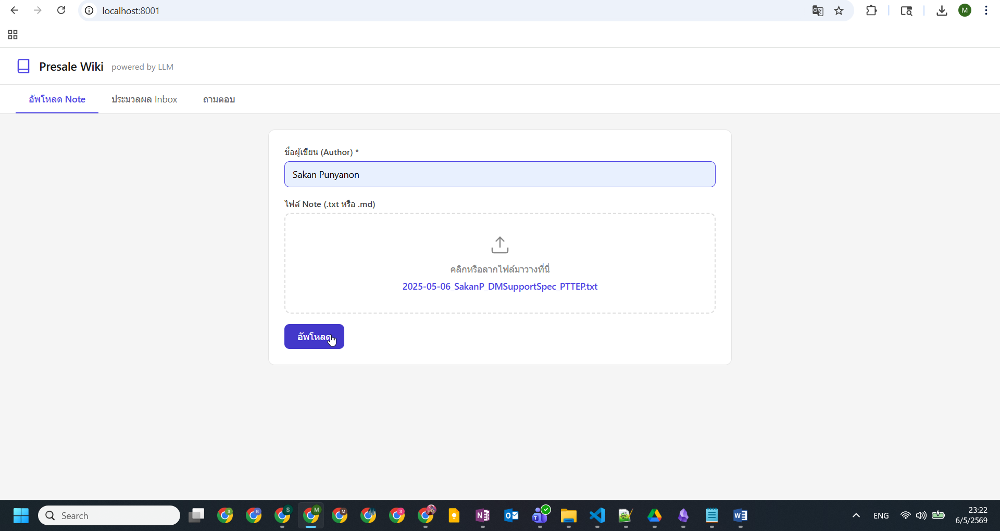 localhost:8001
M
Presale Wiki powered by LLM
อัพโหลด Note ประมวลผล Inbox ถามตอบ
ชื่อผู้เขียน (Author) *
Sakan Punyanon
ไฟล์ Note (.txt หรือ .md)
คลิกหรือลากไฟล์มาวางที่นี่
2025-05-06_SakanP_DMSupportSpec_PTTEP.txt
อัพโหลด
Search
ENG
23:22
6/5/2569